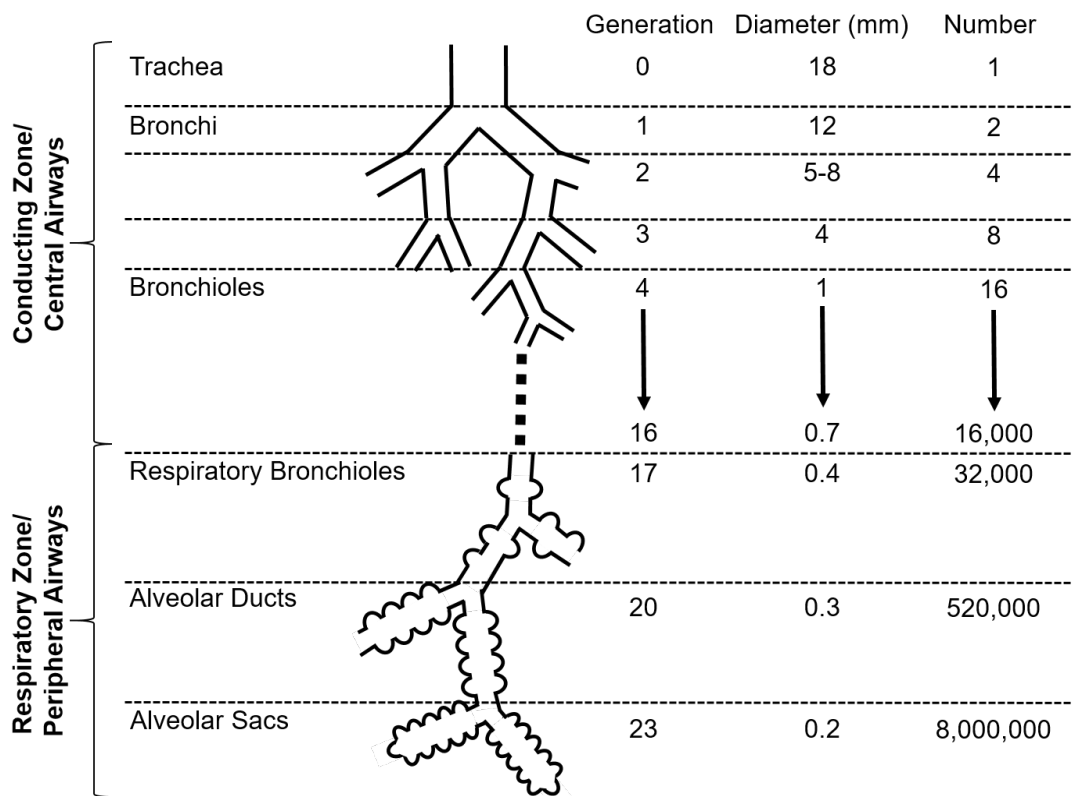 Generation Diameter (mm) Number
Trachea 0 18 1
Bronchi 1 12 2
2 5-8 4
3 4 8
Bronchioles 4 1 16
16 0.7 16,000
Respiratory Bronchioles 17 0.4 32,000
Alveolar Ducts 20 0.3 520,000
Alveolar Sacs 23 0.2 8,000,000
Conducting Zone/
Central Airways
Respiratory Zone/
Peripheral Airways